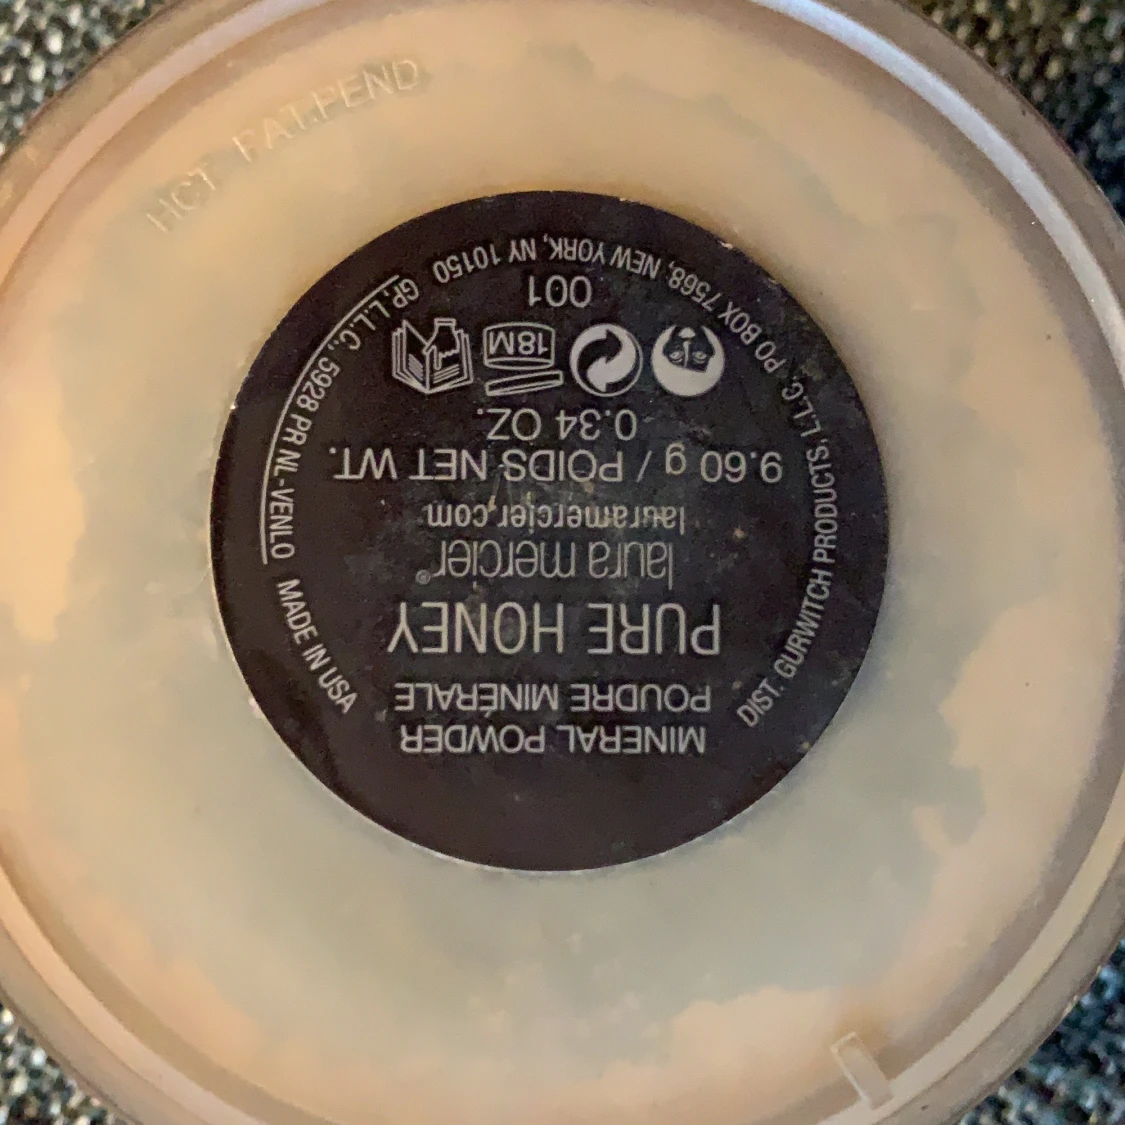 MINERAL POWDER
POUDRE MINÉRALE
PURE HONEY
laura mercier®
lauramercier.com
9.60 g / POIDS NET WT.
0.34 OZ.
18M
001
DIST. GURWITCH PRODUCTS, L.L.C. PO BOX 7568, NEW YORK, NY 10150 GP, L.L.C., 5928 PR NL-VENLO MADE IN USA
HCT PAT.PEND